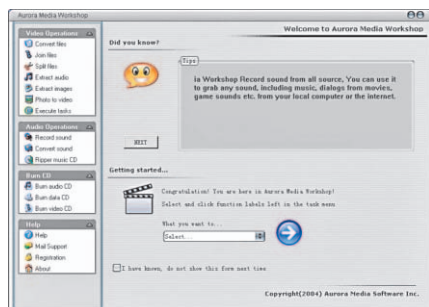 Aurora Media Workshop
Welcome to Aurora Media Workshop
Video Operations
Convert files
Join files
Split files
Extract audio
Extract images
Photo to video
Execute tasks
Audio Operations
Record sound
Convert sound
Ripper music CD
Burn CD
Burn audio CD
Burn data CD
Burn video CD
Help
Help
Mail Support
Registration
About
Did you know?
Tips
ia Workshop Record sound from all source, You can use it
to grab any sound, including music, dialogs from movies,
game sounds etc. from your local computer or the internet.
NEXT
Getting started...
Congratulation! You are here in Aurora Media Workshop!
Select and click function labels left in the task menu
What you want to...
Select...
I have known, do not show this form next time
Copyright(2004) Aurora Media Software Inc.